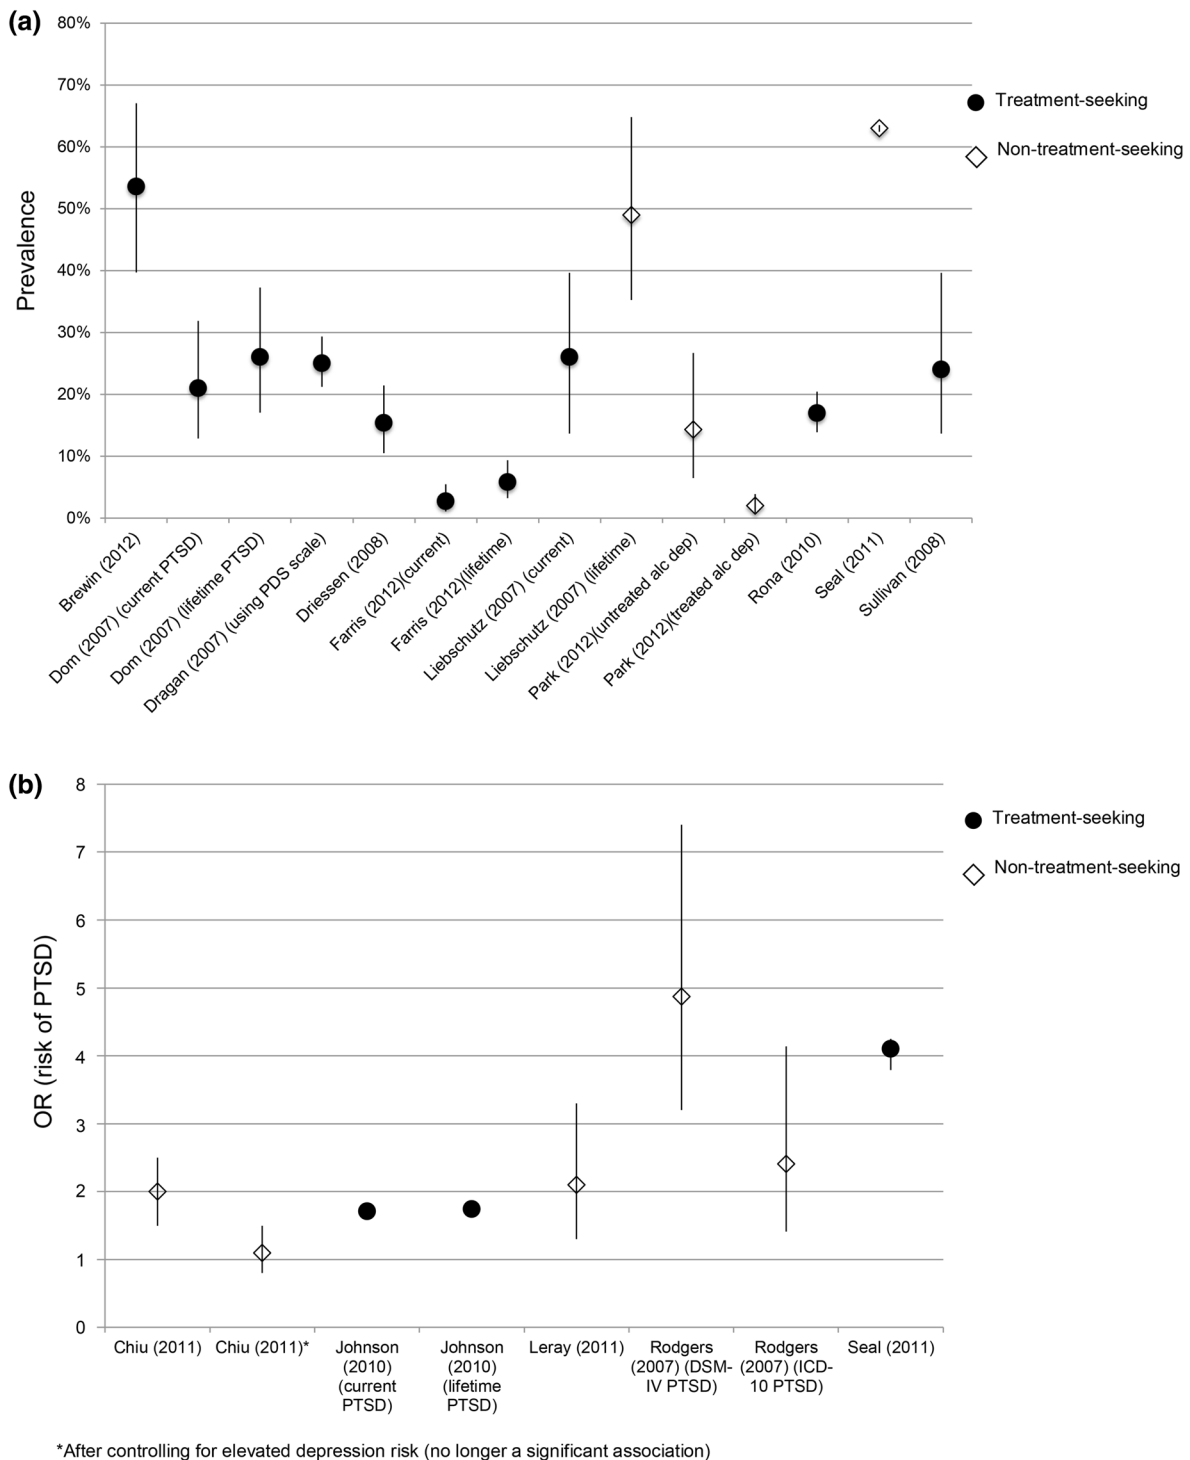 (a)
80%
70%
60%
50%
40%
30%
20%
10%
0%
Prevalence
Treatment-seeking
Non-treatment-seeking
Brewin (2012)
Dom (2007) (current PTSD)
Dom (2007) (lifetime PTSD)
Dragan (2007) (using PDS scale)
Driessen (2008)
Farris (2012)(current)
Farris (2012)(lifetime)
Liebschutz (2007) (current)
Liebschutz (2007) (lifetime)
Park (2012)(untreated alc dep)
Park (2012)(treated alc dep)
Rona (2010)
Seal (2011)
Sullivan (2008)
(b)
8
7
6
5
4
3
2
1
0
OR (risk of PTSD)
Treatment-seeking
Non-treatment-seeking
Chiu (2011)
Chiu (2011)*
Johnson
(2010)
(current
PTSD)
Johnson
(2010)
(lifetime
PTSD)
Leray (2011)
Rodgers
(2007) (DSM-
IV PTSD)
Rodgers
(2007) (ICD-
10 PTSD)
Seal (2011)
*After controlling for elevated depression risk (no longer a significant association)